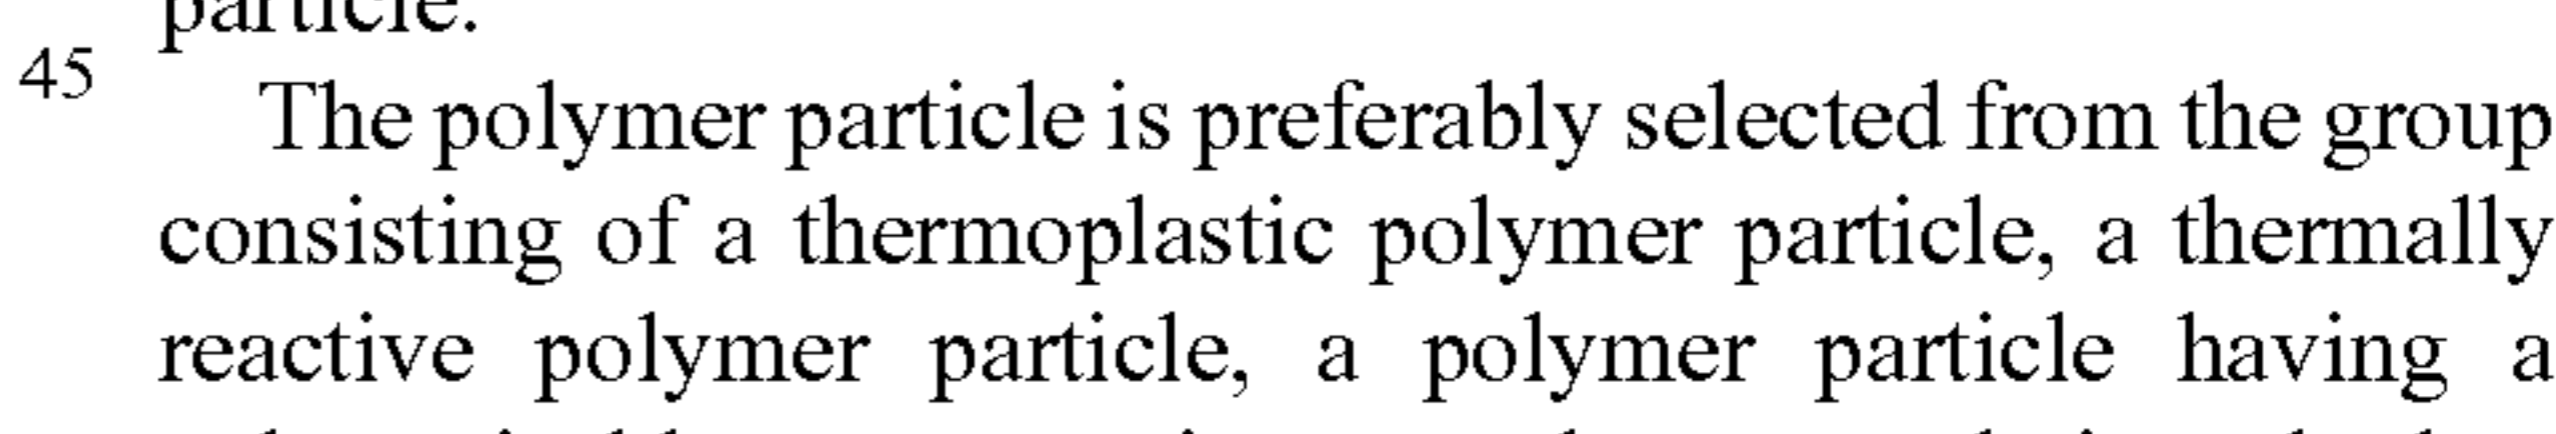 particle.
45
The polymer particle is preferably selected from the group
consisting of a thermoplastic polymer particle, a thermally
reactive polymer particle, a polymer particle having a